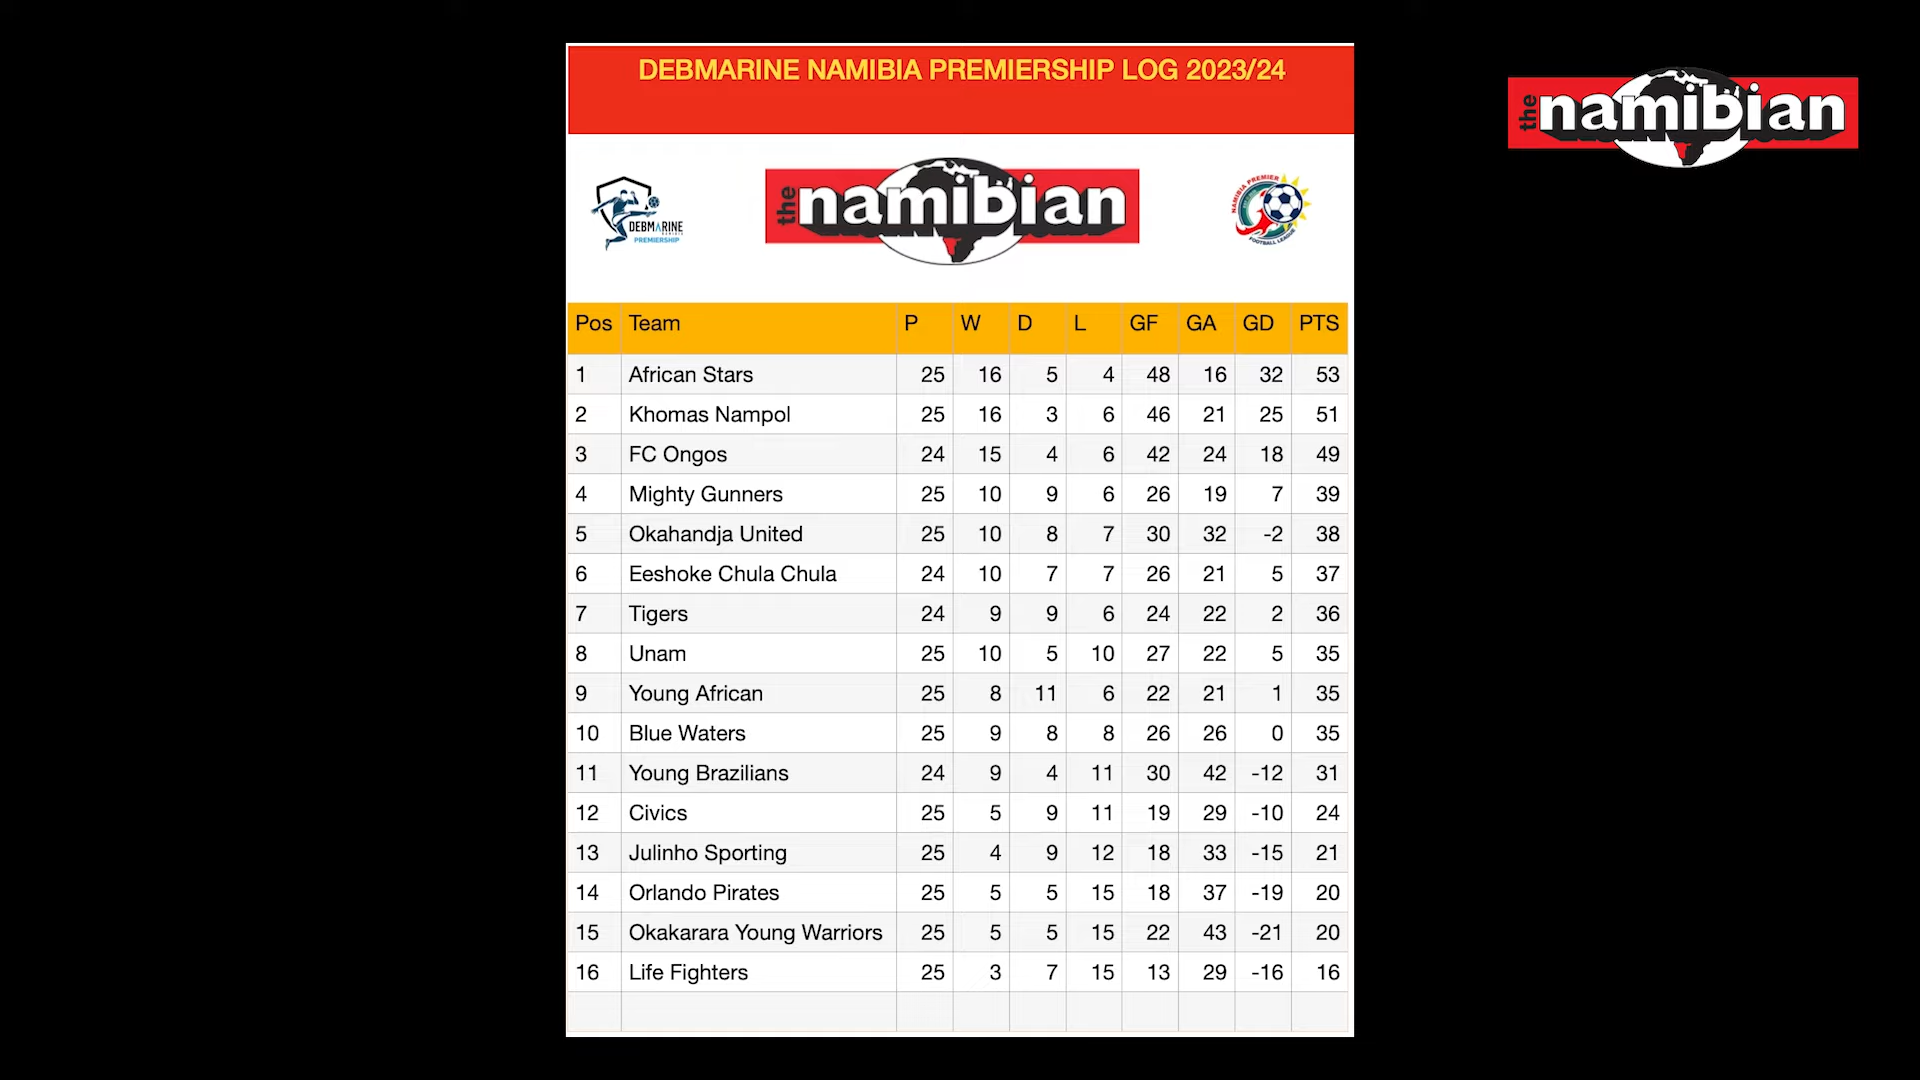 DEBMARINE NAMIBIA PREMIERSHIP LOG 2023/24
the namibian
the namibian
DEBMARINE
NAMIBIA
PREMIERSHIP
NAMIBIA PREMIER
FOOTBALL LEAGUE
Pos Team P W D L GF GA GD PTS
1 African Stars 25 16 5 4 48 16 32 53
2 Khomas Nampol 25 16 3 6 46 21 25 51
3 FC Ongos 24 15 4 6 42 24 18 49
4 Mighty Gunners 25 10 9 6 26 19 7 39
5 Okahandja United 25 10 8 7 30 32 -2 38
6 Eeshoke Chula Chula 24 10 7 7 26 21 5 37
7 Tigers 24 9 9 6 24 22 2 36
8 Unam 25 10 5 10 27 22 5 35
9 Young African 25 8 11 6 22 21 1 35
10 Blue Waters 25 9 8 8 26 26 0 35
11 Young Brazilians 24 9 4 11 30 42 -12 31
12 Civics 25 5 9 11 19 29 -10 24
13 Julinho Sporting 25 4 9 12 18 33 -15 21
14 Orlando Pirates 25 5 5 15 18 37 -19 20
15 Okakarara Young Warriors 25 5 5 15 22 43 -21 20
16 Life Fighters 25 3 7 15 13 29 -16 16